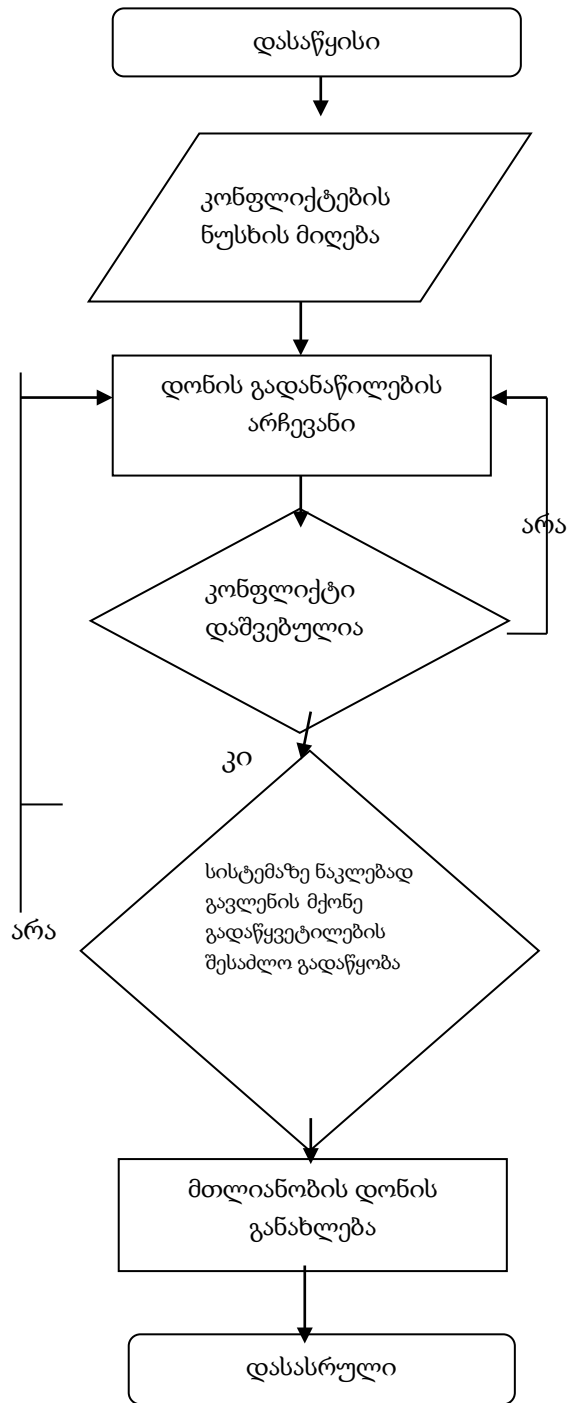 დასაწყისი
კონფლიქტების
ნუსხის მიღება
დონის გადანაწილების
არჩევანი
არა
კონფლიქტი
დაშვებულია
კი
სისტემაზე ნაკლებად
გავლენის მქონე
გადაწყვეტილების
შესაძლო გადაწყობა
არა
მთლიანობის დონის
განახლება
დასასრული